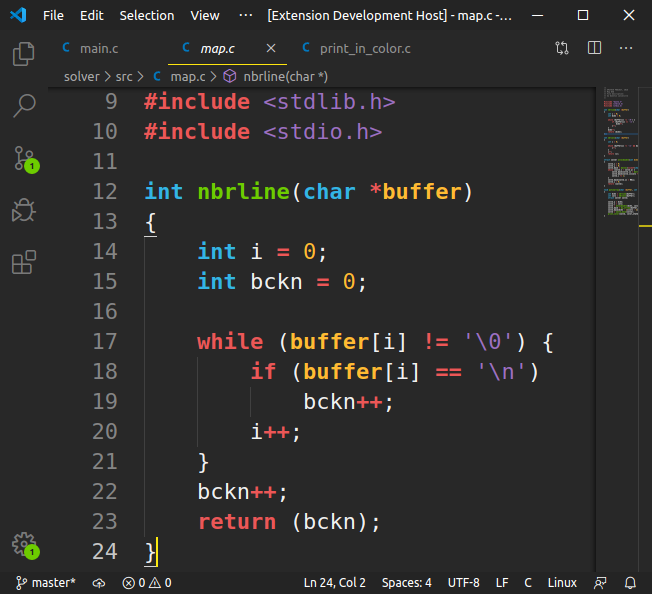 File Edit Selection View ··· [Extension Development Host] - map.c -...
C main.c C map.c C print_in_color.c ···
solver > src > C map.c > nbrline(char *)
9 #include <stdlib.h>
10 #include <stdio.h>
11
12 int nbrline(char *buffer)
13 {
14     int i = 0;
15     int bckn = 0;
16
17     while (buffer[i] != '\0') {
18         if (buffer[i] == '\n')
19             bckn++;
20         i++;
21     }
22     bckn++;
23     return (bckn);
24 }
1
1
master* 0 0 Ln 24, Col 2 Spaces: 4 UTF-8 LF C Linux